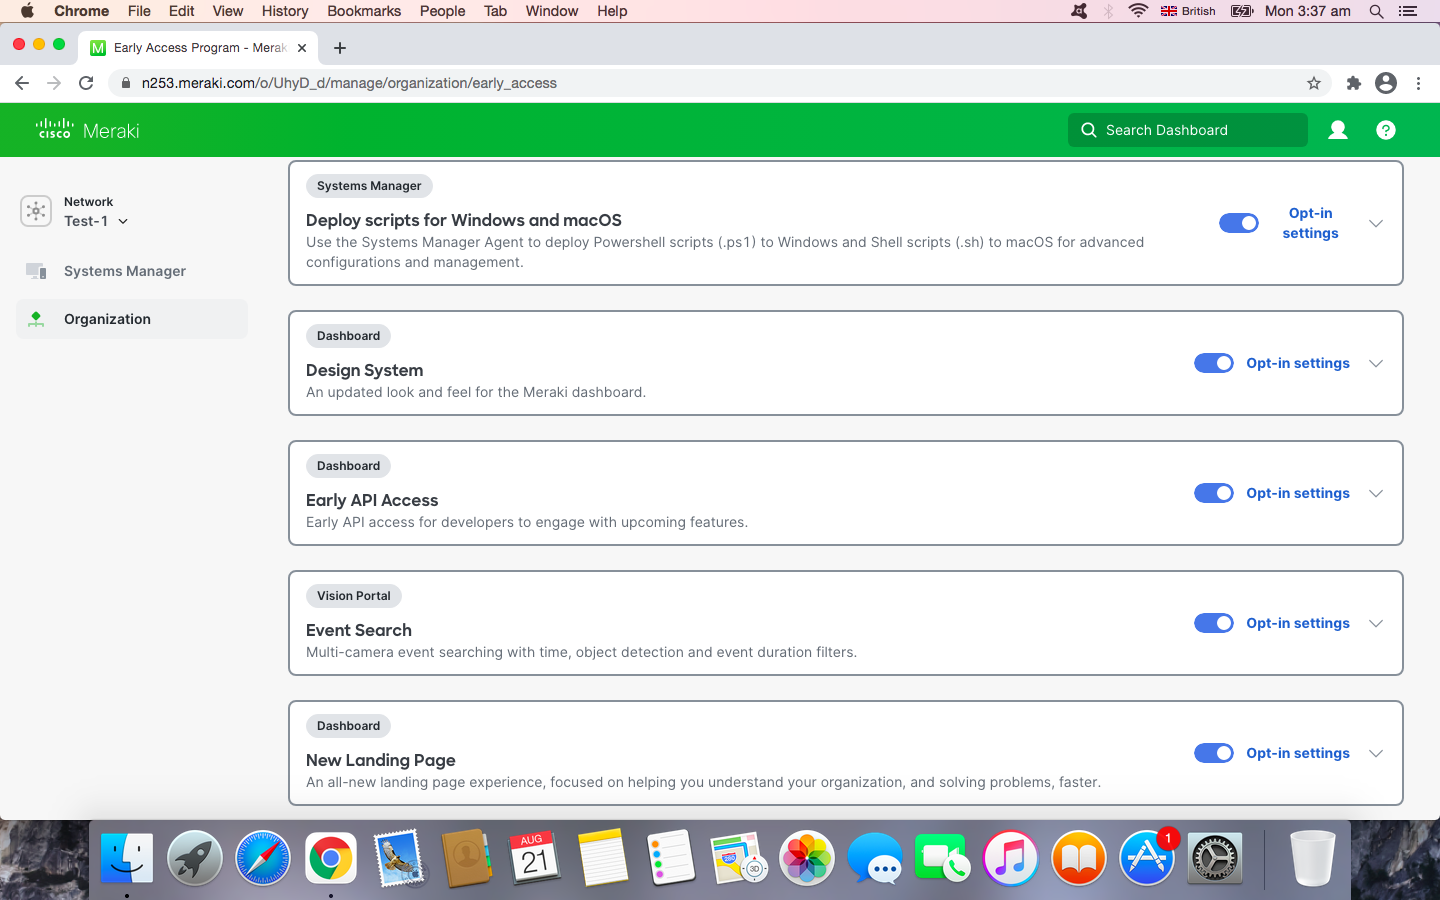 Chrome File Edit View History Bookmarks People Tab Window Help British Mon 3:37 am
M Early Access Program - Merak
n253.meraki.com/o/UhyD_d/manage/organization/early_access
cisco Meraki Search Dashboard ?
Network
Test-1
Systems Manager
Organization
Systems Manager
Deploy scripts for Windows and macOS
Use the Systems Manager Agent to deploy Powershell scripts (.ps1) to Windows and Shell scripts (.sh) to macOS for advanced
configurations and management.
Opt-in
settings
Dashboard
Design System
An updated look and feel for the Meraki dashboard.
Opt-in settings
Dashboard
Early API Access
Early API access for developers to engage with upcoming features.
Opt-in settings
Vision Portal
Event Search
Multi-camera event searching with time, object detection and event duration filters.
Opt-in settings
Dashboard
New Landing Page
An all-new landing page experience, focused on helping you understand your organization, and solving problems, faster.
Opt-in settings
AUG
21
280
3D
1